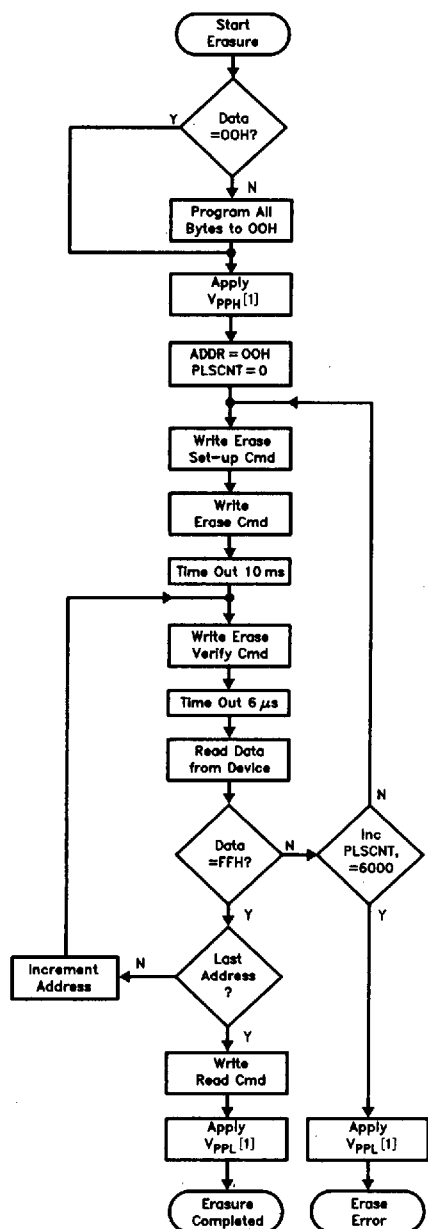 Start
Erasure
Y
Data
=00H?
N
Program All
Bytes to 00H
Apply
VPPH[1]
ADDR=00H
PLSCNT=0
Write Erase
Set-up Cmd
Write
Erase Cmd
Time Out 10 ms
Write Erase
Verify Cmd
Time Out 6 µs
Read Data
from Device
N
Data
=FFH?
N
Inc
PLSCNT,
=6000
Y
Y
Increment
Address
N
Last
Address
?
Y
Write
Read Cmd
Apply
VPPL[1]
Apply
VPPL[1]
Erasure
Completed
Erase
Error